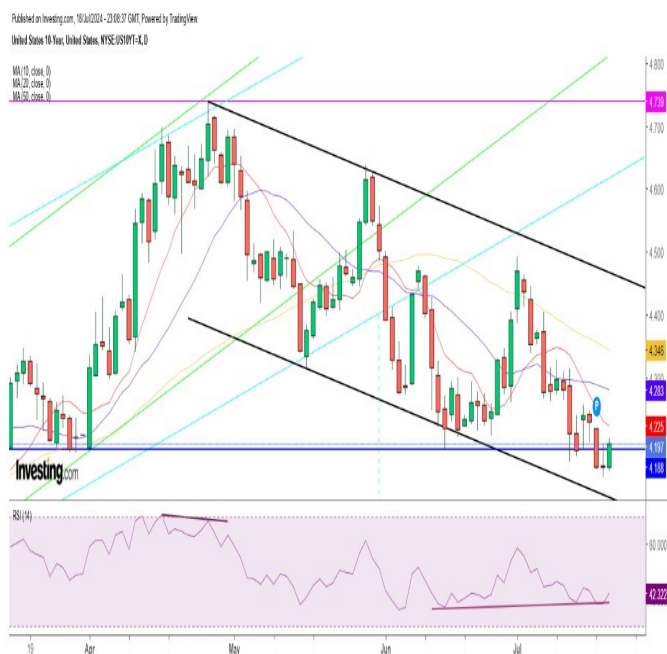 Published on Investing.com, 18/Jul/2024 - 23:08:37 GMT, Powered by TradingView
United States 10-Year, United States, NYSE:US10YT=X, D
MA (10, close, 0)
MA (20, close, 0)
MA (50, close, 0)
4.800
4.739
4.700
4.600
4.500
4.400
4.346
4.300
4.283
4.225
4.197
4.188
Investing.com
RSI (14)
60.000
42.322
19
Apr
May
Jun
Jul